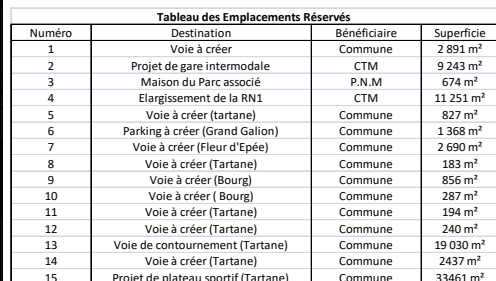 Tableau des Emplacements Réservés
Numéro Destination Bénéficiaire Superficie
1 Voie à créer Commune 2 891 m²
2 Projet de gare intermodale CTM 9 243 m²
3 Maison du Parc associé P.N.M 674 m²
4 Elargissement de la RN1 CTM 11 251 m²
5 Voie à créer (tartane) Commune 827 m²
6 Parking à créer (Grand Galion) Commune 1 368 m²
7 Voie à créer (Fleur d'Epée) Commune 2 690 m²
8 Voie à créer (Tartane) Commune 183 m²
9 Voie à créer (Bourg) Commune 856 m²
10 Voie à créer ( Bourg) Commune 287 m²
11 Voie à créer (Tartane) Commune 194 m²
12 Voie à créer (Tartane) Commune 240 m²
13 Voie de contournement (Tartane) Commune 19 030 m²
14 Voie à créer (Tartane) Commune 2437 m²
15 Projet de plateau sportif (Tartane) Commune 33461 m²